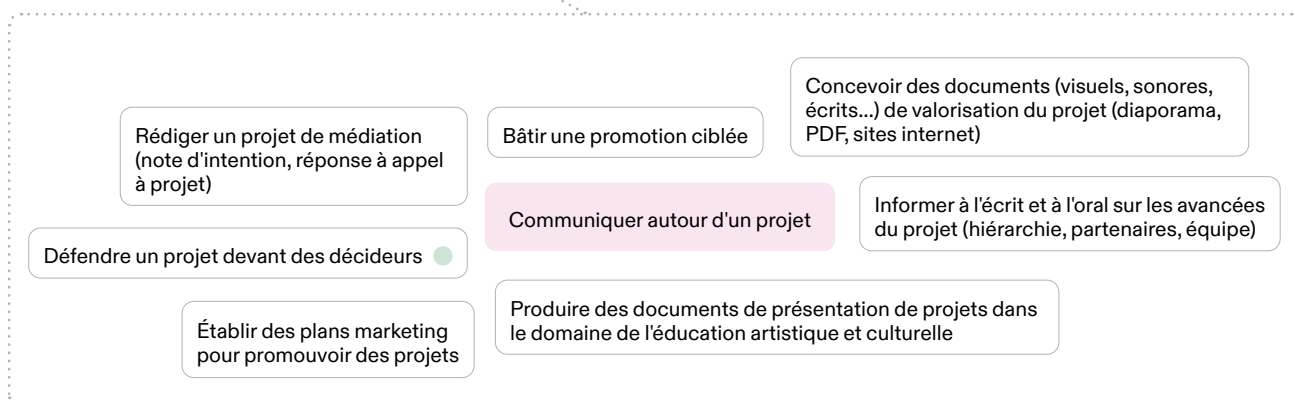 Concevoir des documents (visuels, sonores,
écrits...) de valorisation du projet (diaporama,
PDF, sites internet)
Rédiger un projet de médiation
(note d'intention, réponse à appel
à projet)
Bâtir une promotion ciblée
Communiquer autour d'un projet
Informer à l'écrit et à l'oral sur les avancées
du projet (hiérarchie, partenaires, équipe)
Défendre un projet devant des décideurs
Produire des documents de présentation de projets dans
le domaine de l'éducation artistique et culturelle
Établir des plans marketing
pour promouvoir des projets